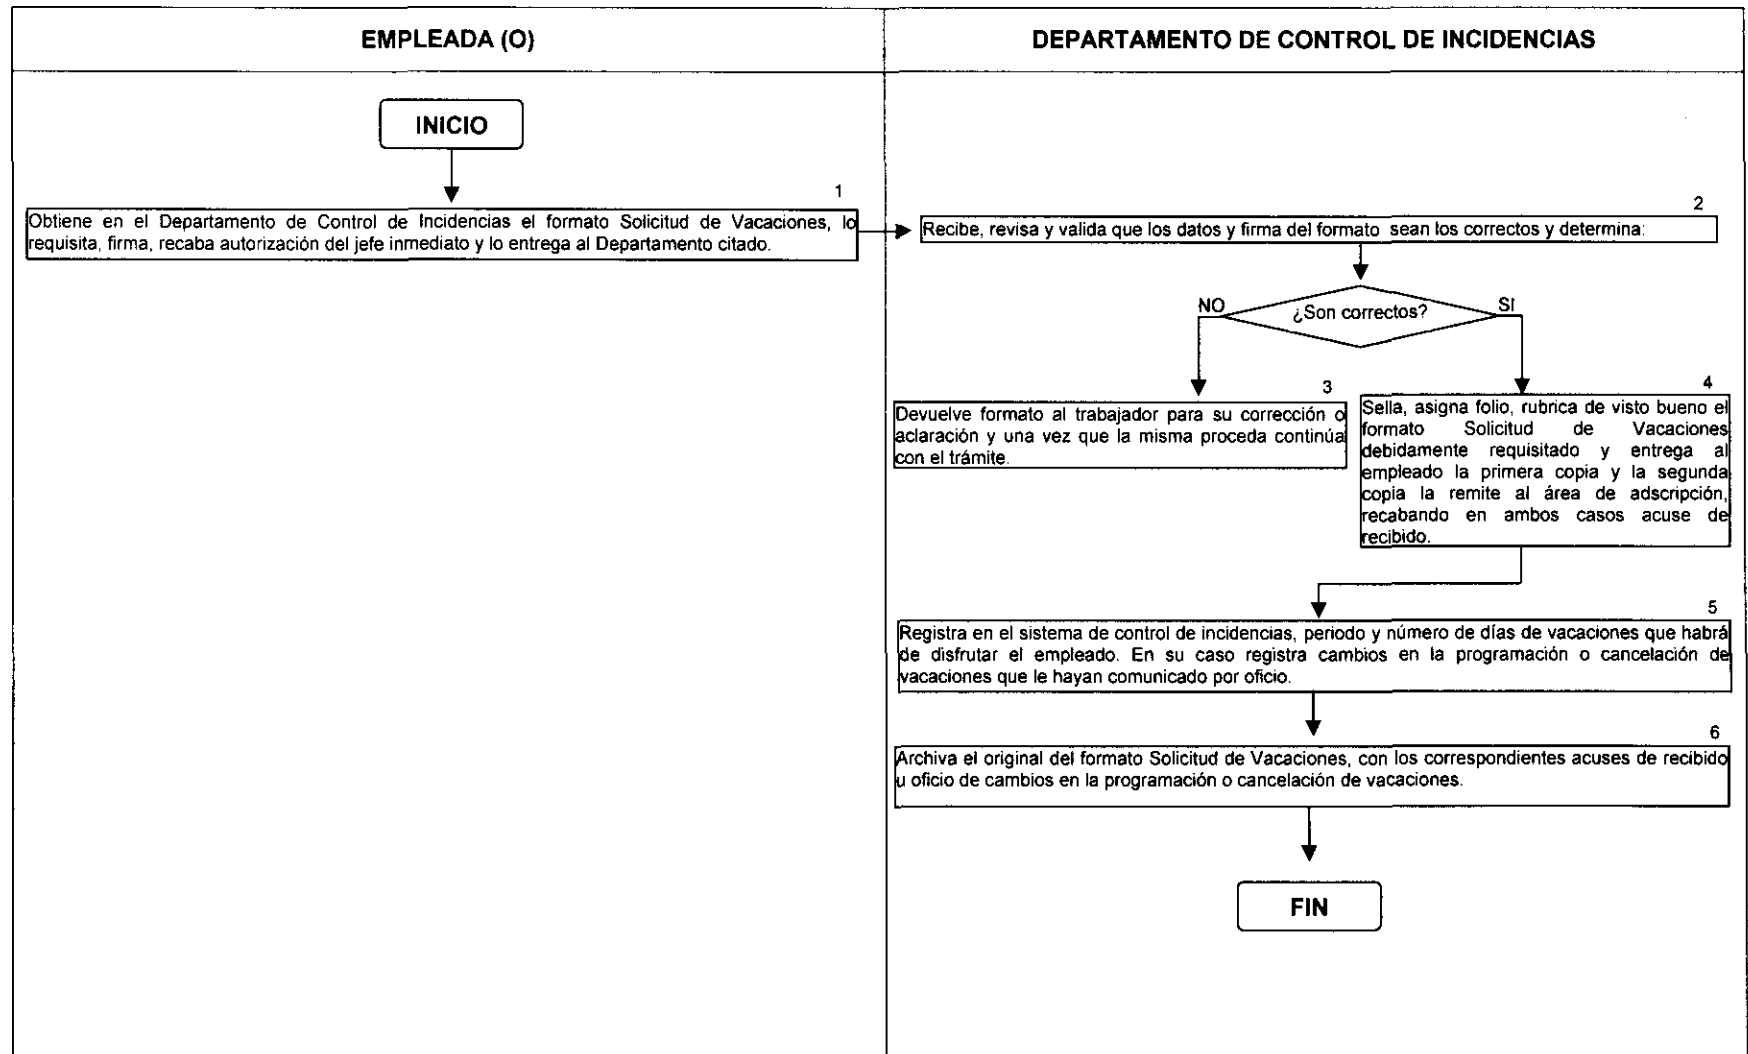 EMPLEADA (O)
DEPARTAMENTO DE CONTROL DE INCIDENCIAS
INICIO
1
Obtiene en el Departamento de Control de Incidencias el formato Solicitud de Vacaciones, lo
requisita, firma, recaba autorización del jefe inmediato y lo entrega al Departamento citado.
2
Recibe, revisa y valida que los datos y firma del formato sean los correctos y determina:
NO
¿Son correctos?
SI
3
Devuelve formato al trabajador para su corrección o
aclaración y una vez que la misma proceda continúa
con el trámite.
4
Sella, asigna folio, rubrica de visto bueno el
formato Solicitud de Vacaciones
debidamente requisitado y entrega al
empleado la primera copia y la segunda
copia la remite al área de adscripción,
recabando en ambos casos acuse de
recibido.
5
Registra en el sistema de control de incidencias, periodo y número de días de vacaciones que habrá
de disfrutar el empleado. En su caso registra cambios en la programación o cancelación de
vacaciones que le hayan comunicado por oficio.
6
Archiva el original del formato Solicitud de Vacaciones, con los correspondientes acuses de recibido
u oficio de cambios en la programación o cancelación de vacaciones.
FIN